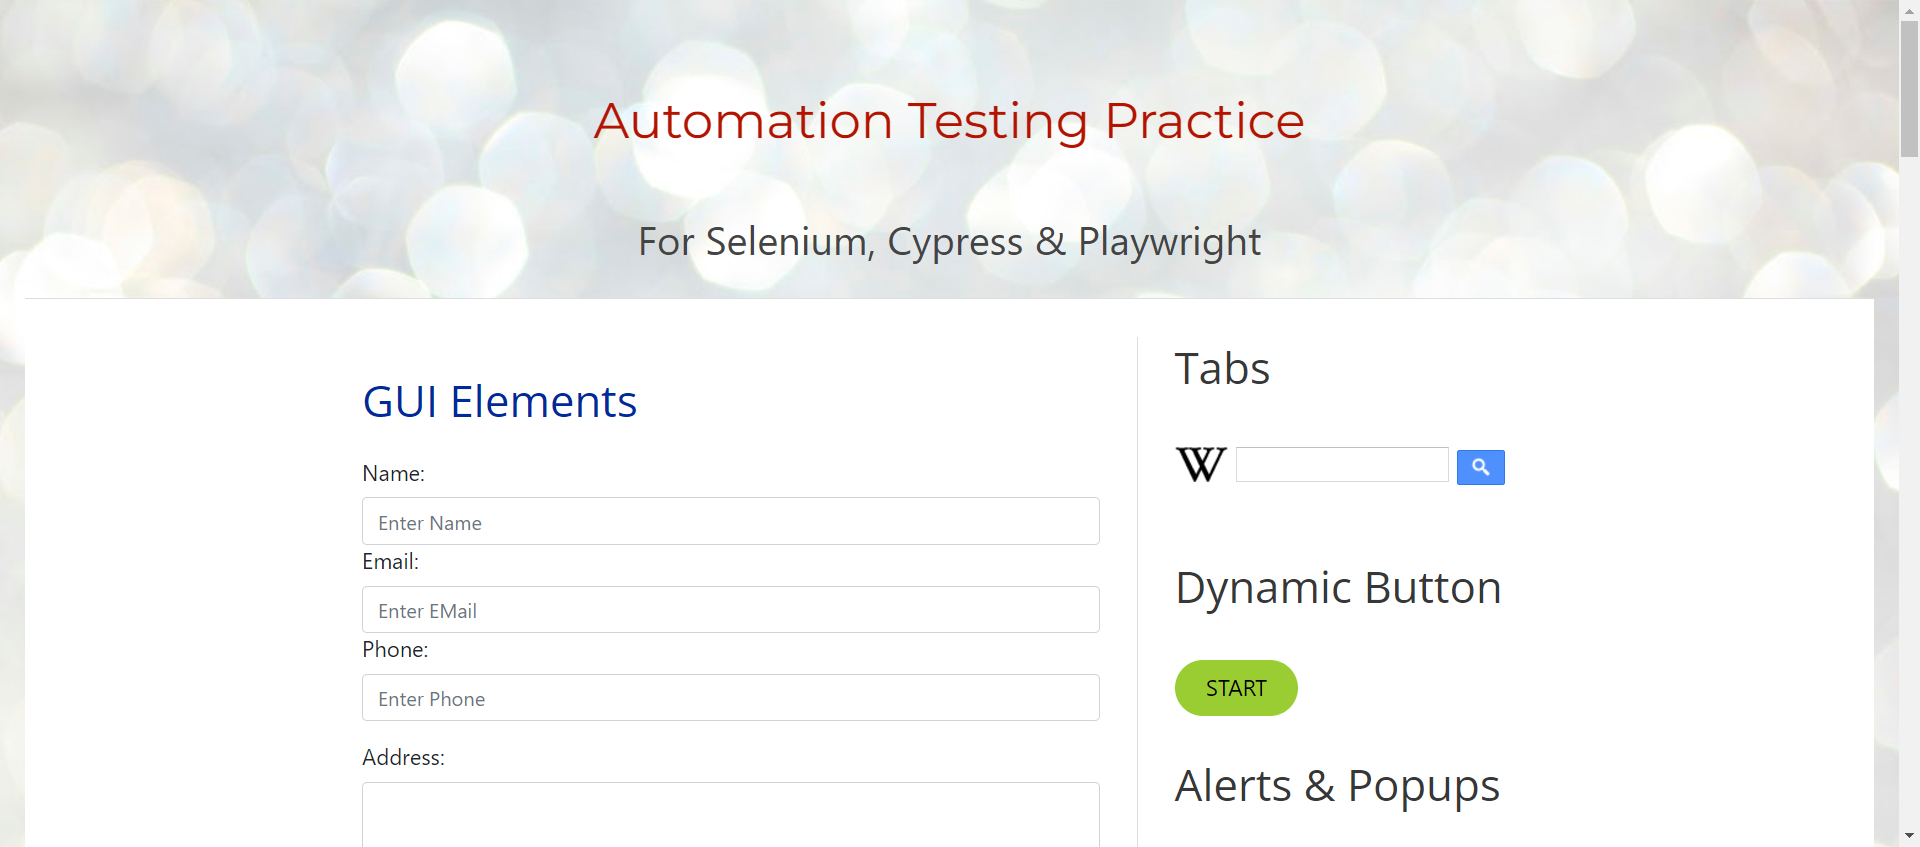 Automation Testing Practice
For Selenium, Cypress & Playwright
GUI Elements
Name:
Enter Name
Email:
Enter EMail
Phone:
Enter Phone
Address:
Tabs
W
Dynamic Button
START
Alerts & Popups